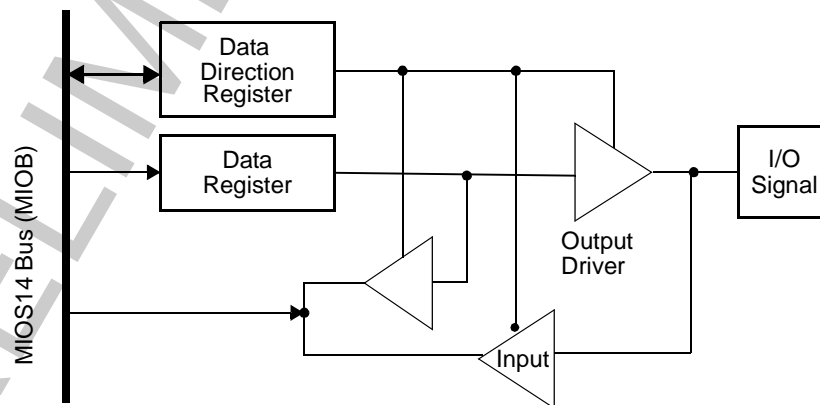 Data
Direction
Register
Data
Register
MIOS14 Bus (MIOB)
I/O
Signal
Output
Driver
Input